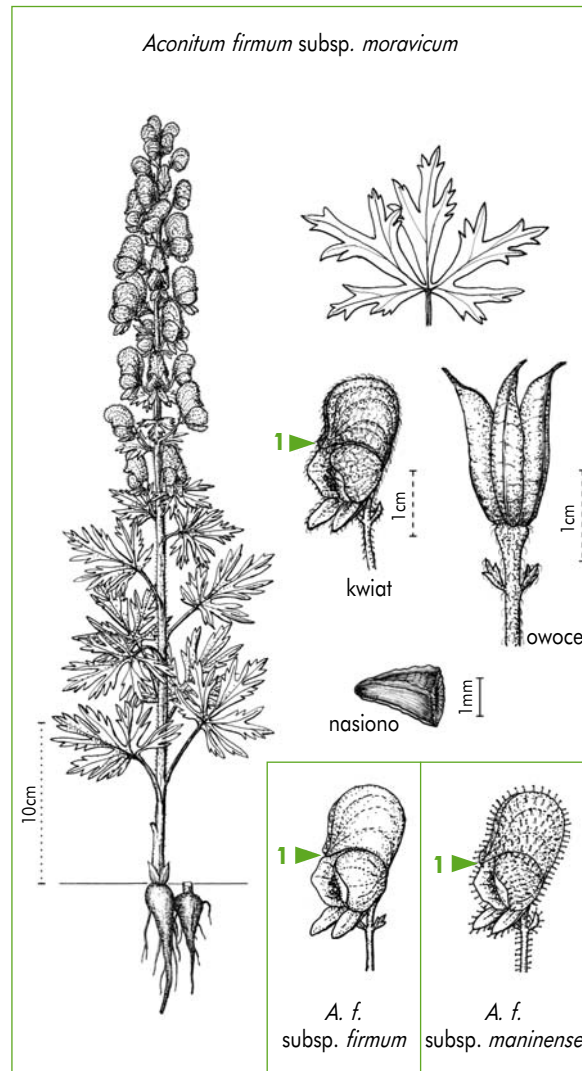 Aconitum firmum subsp. moravicum
1
1cm
kwiat
1cm
owoce
nasiono
1mm
10cm
1
A. f.
subsp. firmum
1
A. f.
subsp. maninense